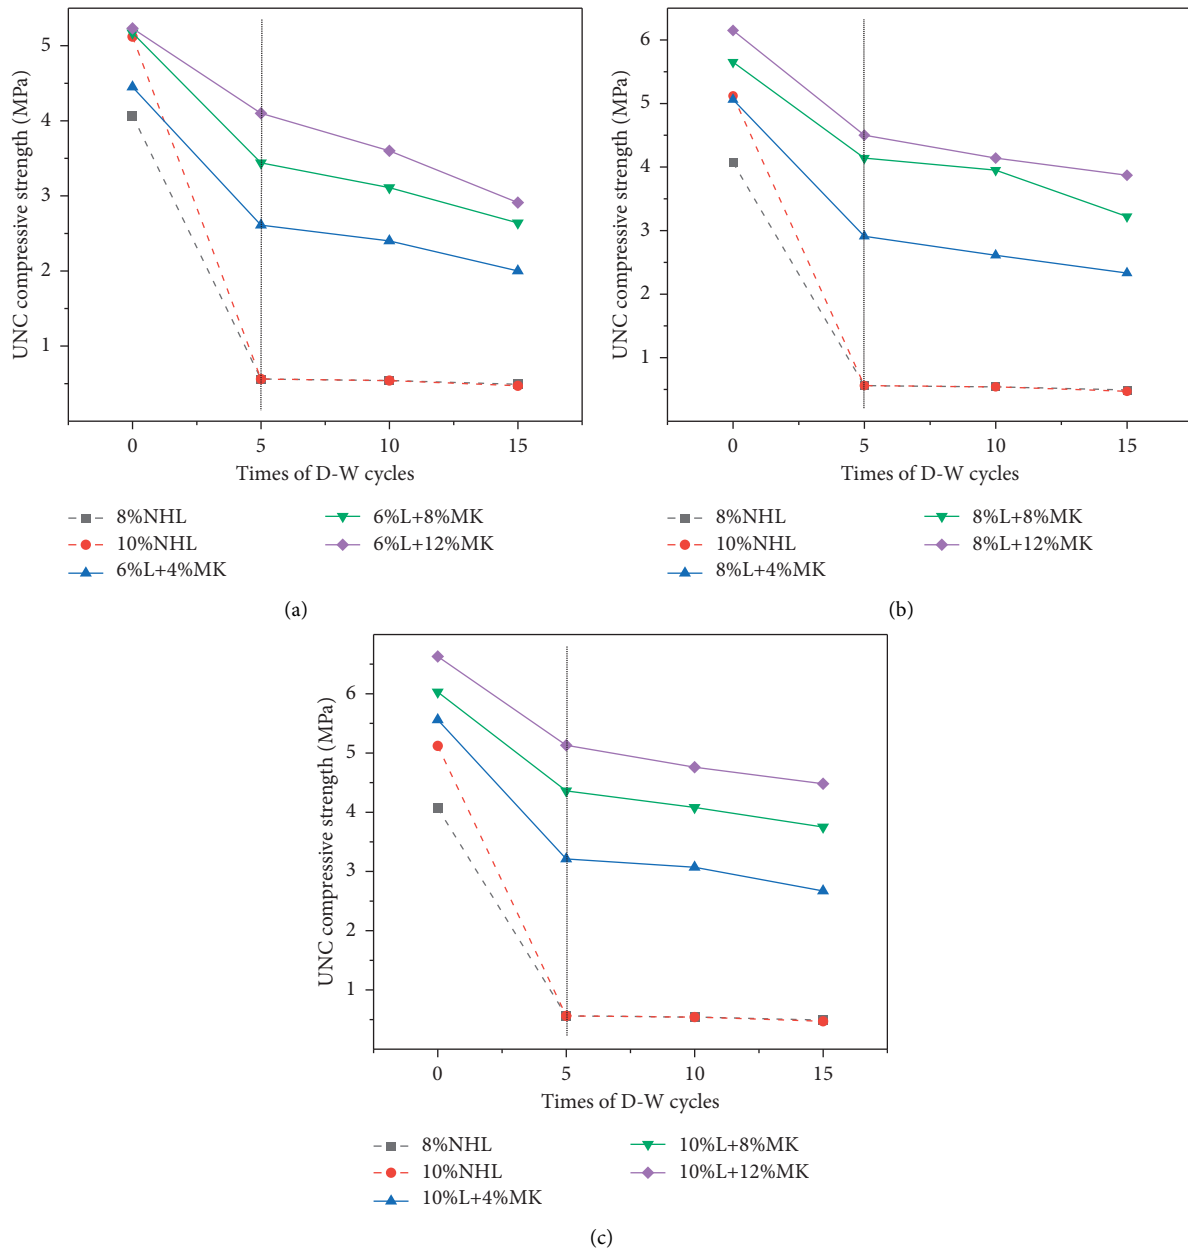 UNC compressive strength (MPa)
5
4
3
2
1
0 5 10 15
Times of D-W cycles
8%NHL
10%NHL
6%L+4%MK
6%L+8%MK
6%L+12%MK
(a)
UNC compressive strength (MPa)
6
5
4
3
2
1
0 5 10 15
Times of D-W cycles
8%NHL
10%NHL
8%L+4%MK
8%L+8%MK
8%L+12%MK
(b)
UNC compressive strength (MPa)
6
5
4
3
2
1
0 5 10 15
Times of D-W cycles
8%NHL
10%NHL
10%L+4%MK
10%L+8%MK
10%L+12%MK
(c)